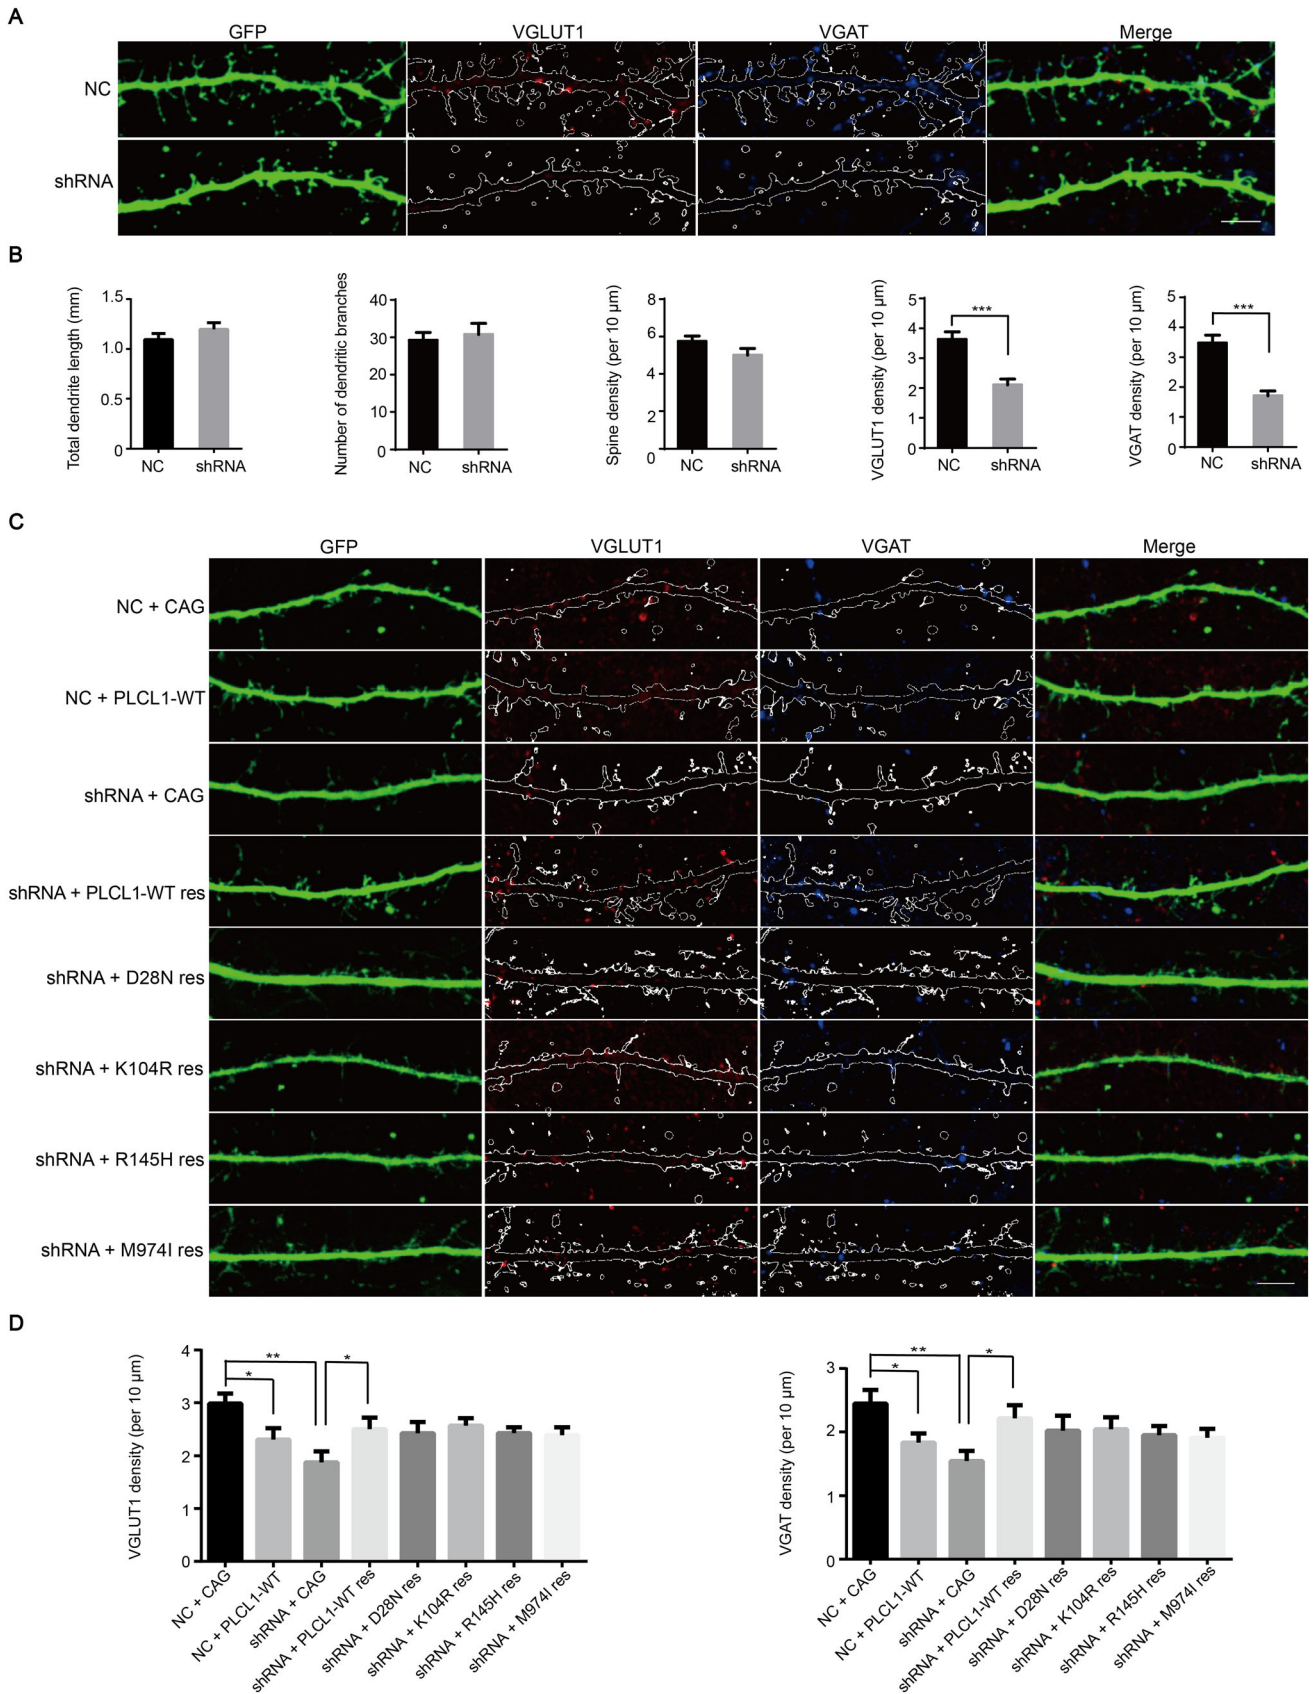 A
GFP VGLUT1 VGAT Merge
NC
shRNA
B
Total dendrite length (mm)
1.5
1.0
0.5
0
NC shRNA
Number of dendritic branches
40
30
20
10
0
NC shRNA
Spine density (per 10 µm)
8
6
4
2
0
NC shRNA
VGLUT1 density (per 10 µm)
5
4
3
2
1
0
***
NC shRNA
VGAT density (per 10 µm)
5
4
3
2
1
0
***
NC shRNA
C
GFP VGLUT1 VGAT Merge
NC + CAG
NC + PLCL1-WT
shRNA + CAG
shRNA + PLCL1-WT res
shRNA + D28N res
shRNA + K104R res
shRNA + R145H res
shRNA + M974I res
D
VGLUT1 density (per 10 µm)
4
3
2
1
0
** *
*
NC + CAG
NC + PLCL1-WT
shRNA + CAG
shRNA + PLCL1-WT res
shRNA + D28N res
shRNA + K104R res
shRNA + R145H res
shRNA + M974I res
VGAT density (per 10 µm)
3
2
1
0
** *
*
NC + CAG
NC + PLCL1-WT
shRNA + CAG
shRNA + PLCL1-WT res
shRNA + D28N res
shRNA + K104R res
shRNA + R145H res
shRNA + M974I res